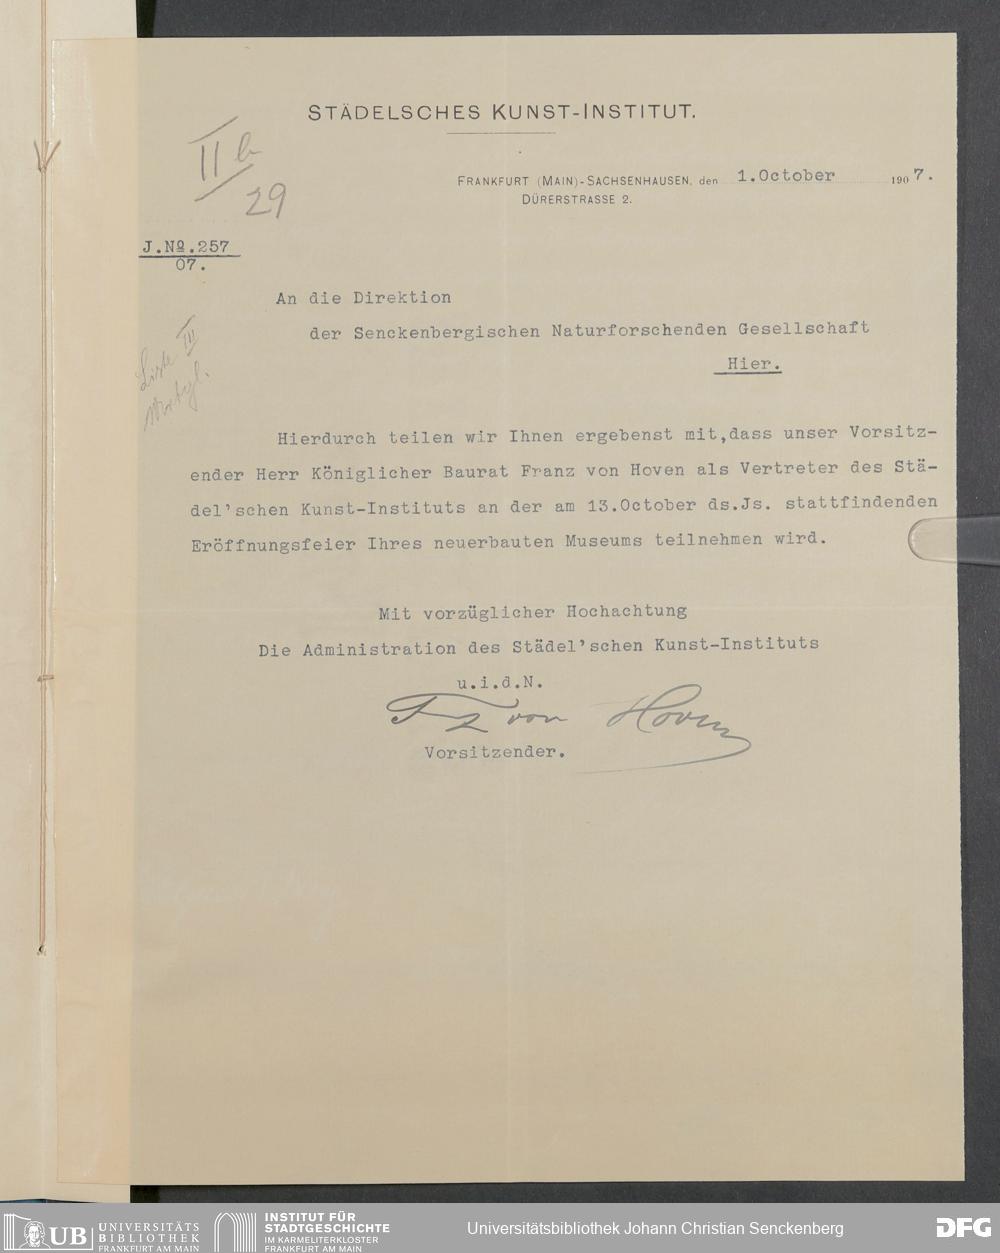 STÄDELSCHES KUNST-INSTITUT.
II b
29
FRANKFURT (MAIN)-SACHSENHAUSEN, den 1.October 1907.
DÜRERSTRASSE 2.
J.No.257
07.
An die Direktion
der Senckenbergischen Naturforschenden Gesellschaft
Hier.
Liste III
Hierdurch teilen wir Ihnen ergebenst mit,dass unser Vorsitz-
ender Herr Königlicher Baurat Franz von Hoven als Vertreter des Stä-
del'schen Kunst-Instituts an der am 13.October ds.Js. stattfindenden
Eröffnungsfeier Ihres neuerbauten Museums teilnehmen wird.
Mit vorzüglicher Hochachtung
Die Administration des Städel'schen Kunst-Instituts
u.i.d.N.
Fz von Hoven
Vorsitzender.
UB UNIVERSITÄTS
BIBLIOTHEK
FRANKFURT AM MAIN
INSTITUT FÜR
STADTGESCHICHTE
IM KARMELITERKLOSTER
FRANKFURT AM MAIN
Universitätsbibliothek Johann Christian Senckenberg
DFG